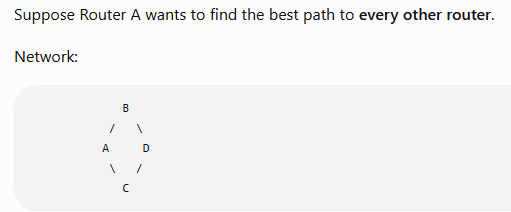 Suppose Router A wants to find the best path to every other router.
Network:
B
/ \
A D
\ /
C